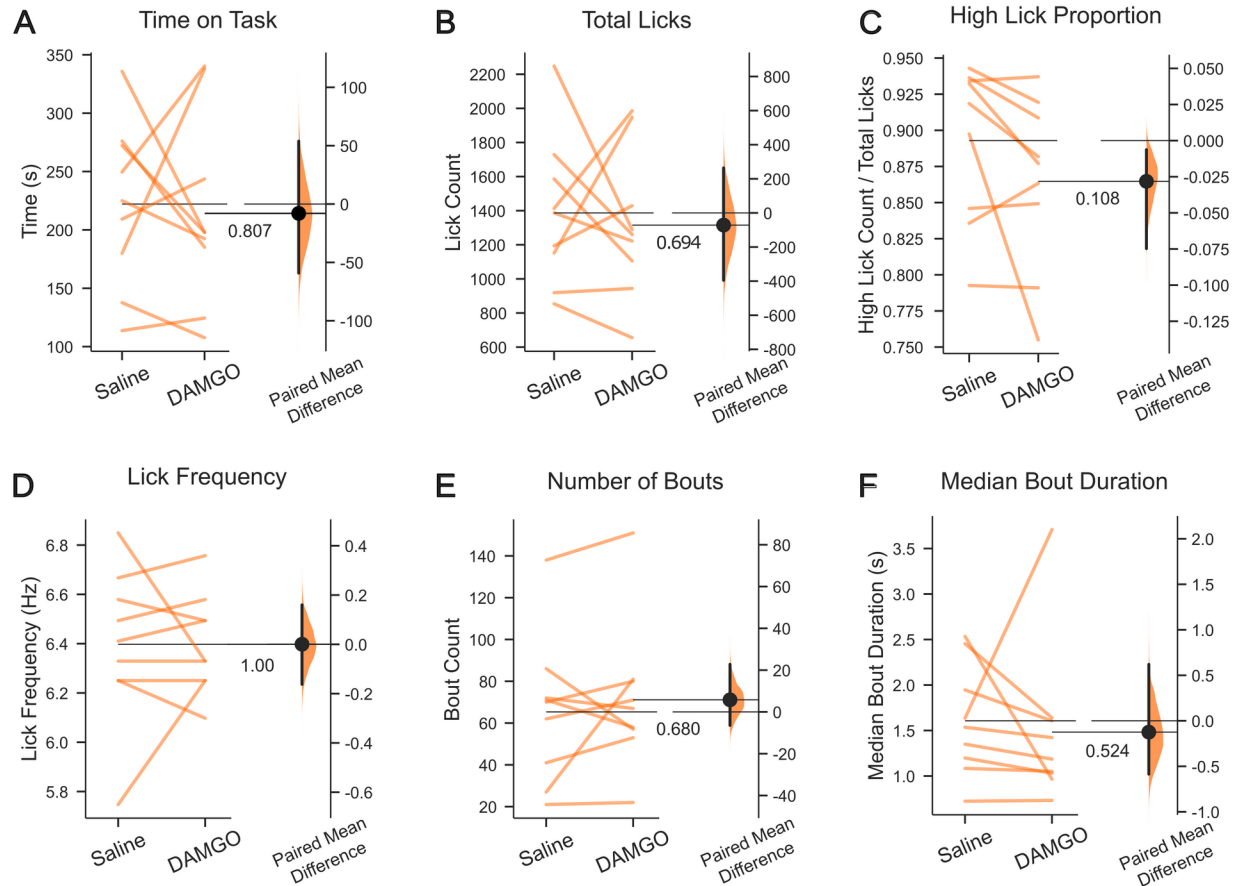 A
Time on Task
350
300
250
200
150
100
Time (s)
100
50
0
-50
-100
0.807
Saline
DAMGO
Paired Mean
Difference
B
Total Licks
2200
2000
1800
1600
1400
1200
1000
800
600
Lick Count
800
600
400
200
0
-200
-400
-600
-800
0.694
Saline
DAMGO
Paired Mean
Difference
C
High Lick Proportion
0.950
0.925
0.900
0.875
0.850
0.825
0.800
0.775
0.750
High Lick Count / Total Licks
0.050
0.025
0.000
-0.025
-0.050
-0.075
-0.100
-0.125
0.108
Saline
DAMGO
Paired Mean
Difference
D
Lick Frequency
6.8
6.6
6.4
6.2
6.0
5.8
Lick Frequency (Hz)
0.4
0.2
0.0
-0.2
-0.4
-0.6
1.00
Saline
DAMGO
Paired Mean
Difference
E
Number of Bouts
140
120
100
80
60
40
20
Bout Count
80
60
40
20
0
-20
-40
0.680
Saline
DAMGO
Paired Mean
Difference
F
Median Bout Duration
3.5
3.0
2.5
2.0
1.5
1.0
Median Bout Duration (s)
2.0
1.5
1.0
0.5
0.0
-0.5
-1.0
0.524
Saline
DAMGO
Paired Mean
Difference